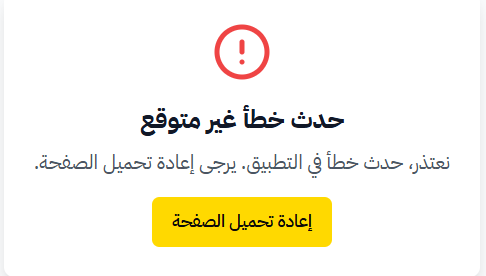 حدث خطأ غير متوقع
نعتذر، حدث خطأ في التطبيق. يرجى إعادة تحميل الصفحة.
إعادة تحميل الصفحة